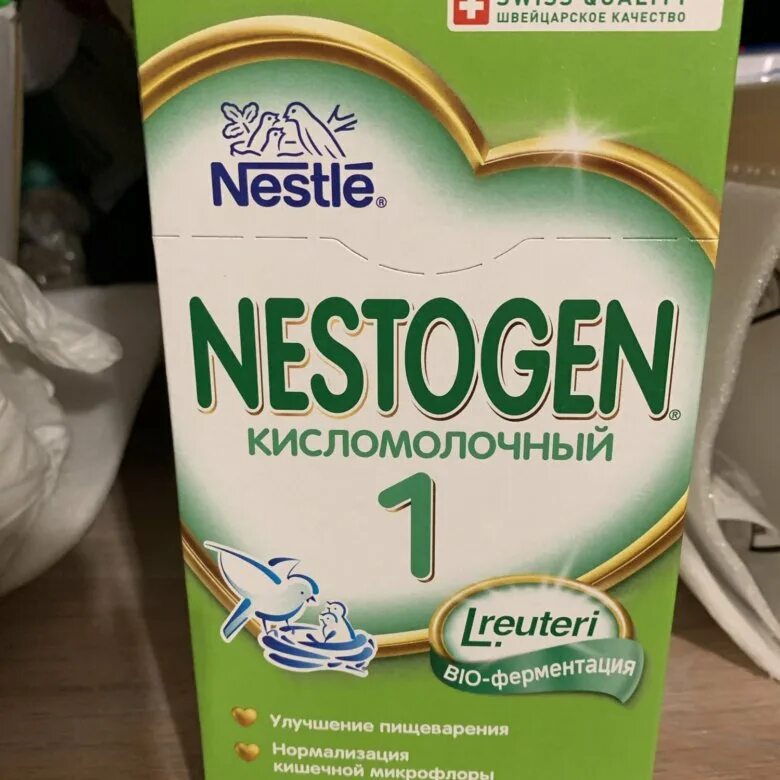 SWISS QUALITY
ШВЕЙЦАРСКОЕ КАЧЕСТВО
Nestlé®
NESTOGEN®
КИСЛОМОЛОЧНЫЙ
1
L.reuteri
BIO-ферментация
Улучшение пищеварения
Нормализация
кишечной микрофлоры